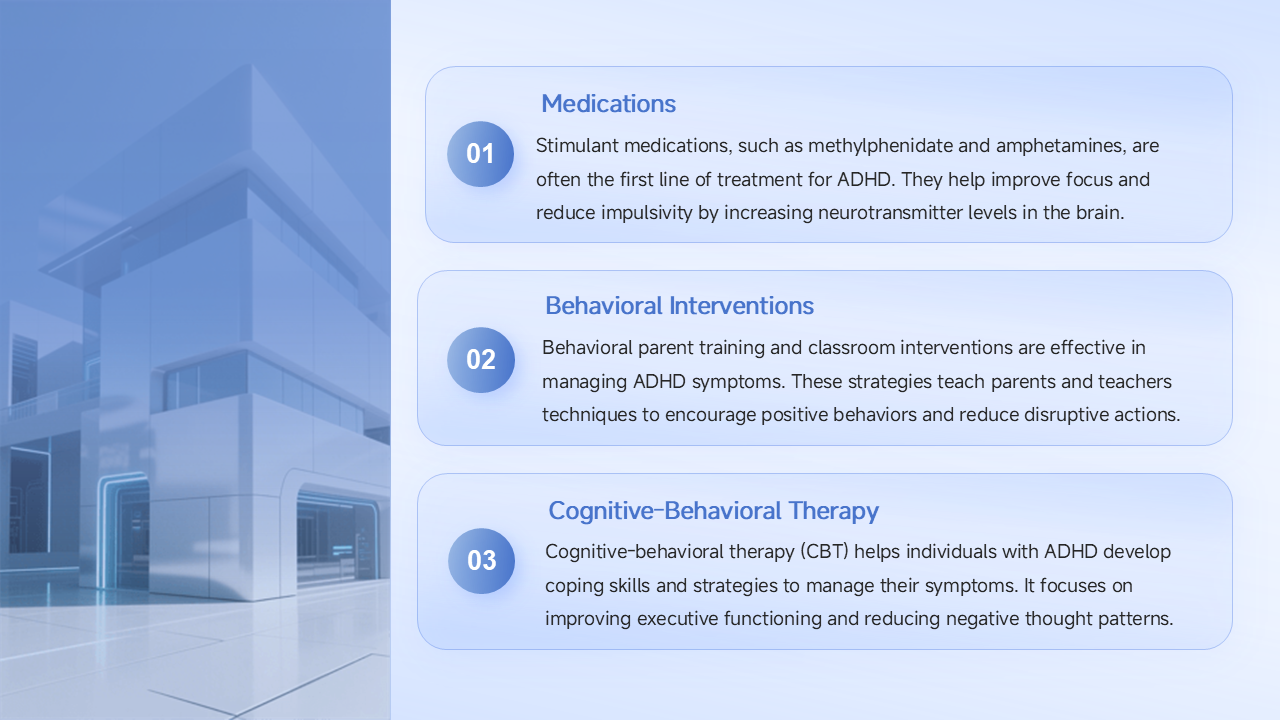 Medications
01
Stimulant medications, such as methylphenidate and amphetamines, are
often the first line of treatment for ADHD. They help improve focus and
reduce impulsivity by increasing neurotransmitter levels in the brain.
Behavioral Interventions
02
Behavioral parent training and classroom interventions are effective in
managing ADHD symptoms. These strategies teach parents and teachers
techniques to encourage positive behaviors and reduce disruptive actions.
Cognitive-Behavioral Therapy
03
Cognitive-behavioral therapy (CBT) helps individuals with ADHD develop
coping skills and strategies to manage their symptoms. It focuses on
improving executive functioning and reducing negative thought patterns.